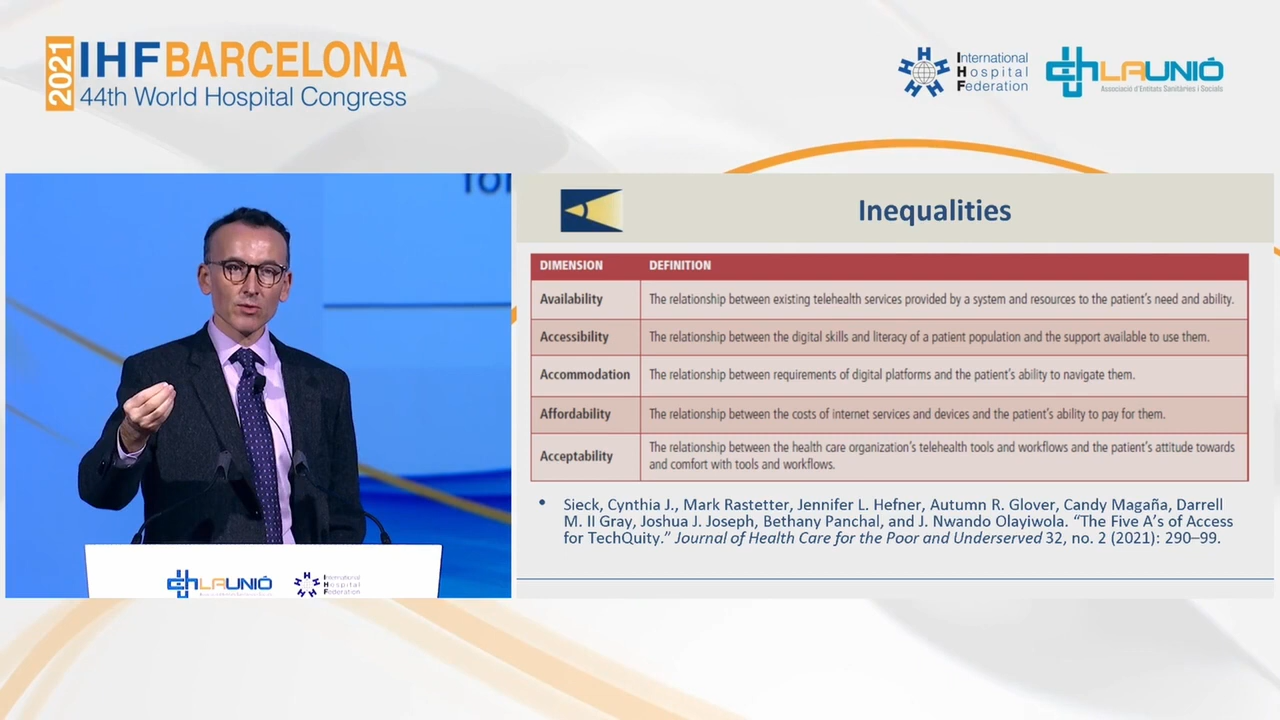 2021
IHF BARCELONA
44th World Hospital Congress
International
Hospital
Federation
LAUNIÓ
Associació d'Entitats Sanitàries i Socials
for
Inequalities
DIMENSION DEFINITION
Availability The relationship between existing telehealth services provided by a system and resources to the patient's need and ability.
Accessibility The relationship between the digital skills and literacy of a patient population and the support available to use them.
Accommodation The relationship between requirements of digital platforms and the patient's ability to navigate them.
Affordability The relationship between the costs of internet services and devices and the patient's ability to pay for them.
Acceptability The relationship between the health care organization's telehealth tools and workflows and the patient's attitude towards
and comfort with tools and workflows.
• Sieck, Cynthia J., Mark Rastetter, Jennifer L. Hefner, Autumn R. Glover, Candy Magaña, Darrell
M. II Gray, Joshua J. Joseph, Bethany Panchal, and J. Nwando Olayiwola. “The Five A's of Access
for TechQuity.” Journal of Health Care for the Poor and Underserved 32, no. 2 (2021): 290–99.
LAUNIÓ
International
Hospital
Federation